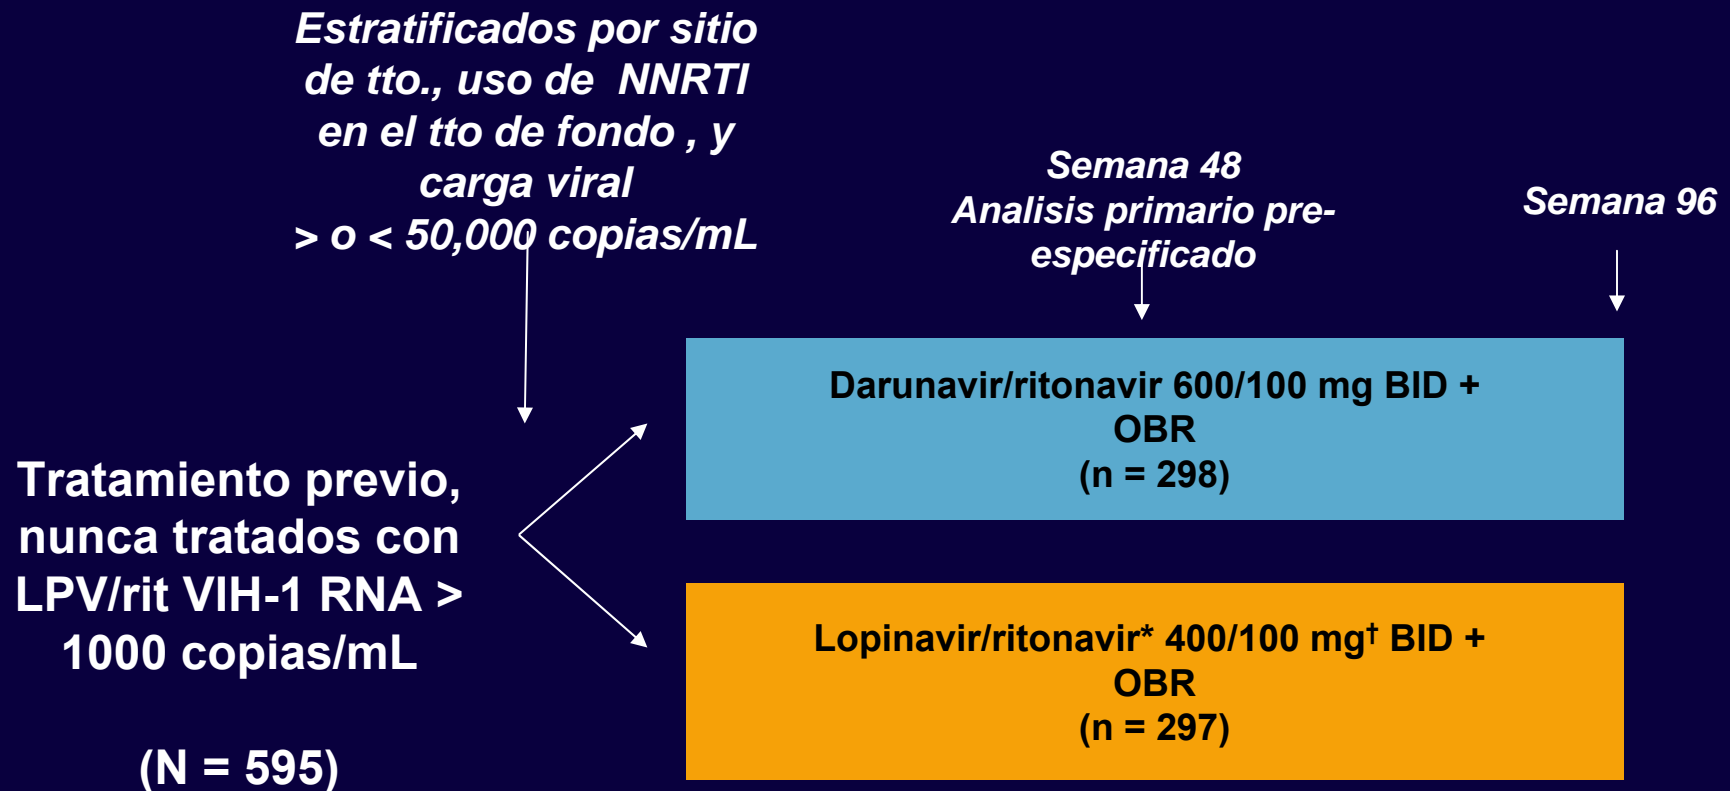 Estratificados por sitio
de tto., uso de NNRTI
en el tto de fondo , y
carga viral
> o < 50,000 copias/mL
Semana 48
Analisis primario pre-
especificado
Semana 96
Tratamiento previo,
nunca tratados con
LPV/rit VIH-1 RNA >
1000 copias/mL
(N = 595)
Darunavir/ritonavir 600/100 mg BID +
OBR
(n = 298)
Lopinavir/ritonavir* 400/100 mg† BID +
OBR
(n = 297)